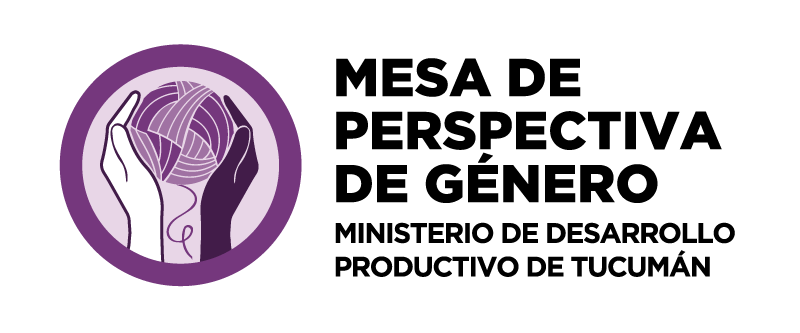 MESA DE
PERSPECTIVA
DE GÉNERO
MINISTERIO DE DESARROLLO
PRODUCTIVO DE TUCUMÁN